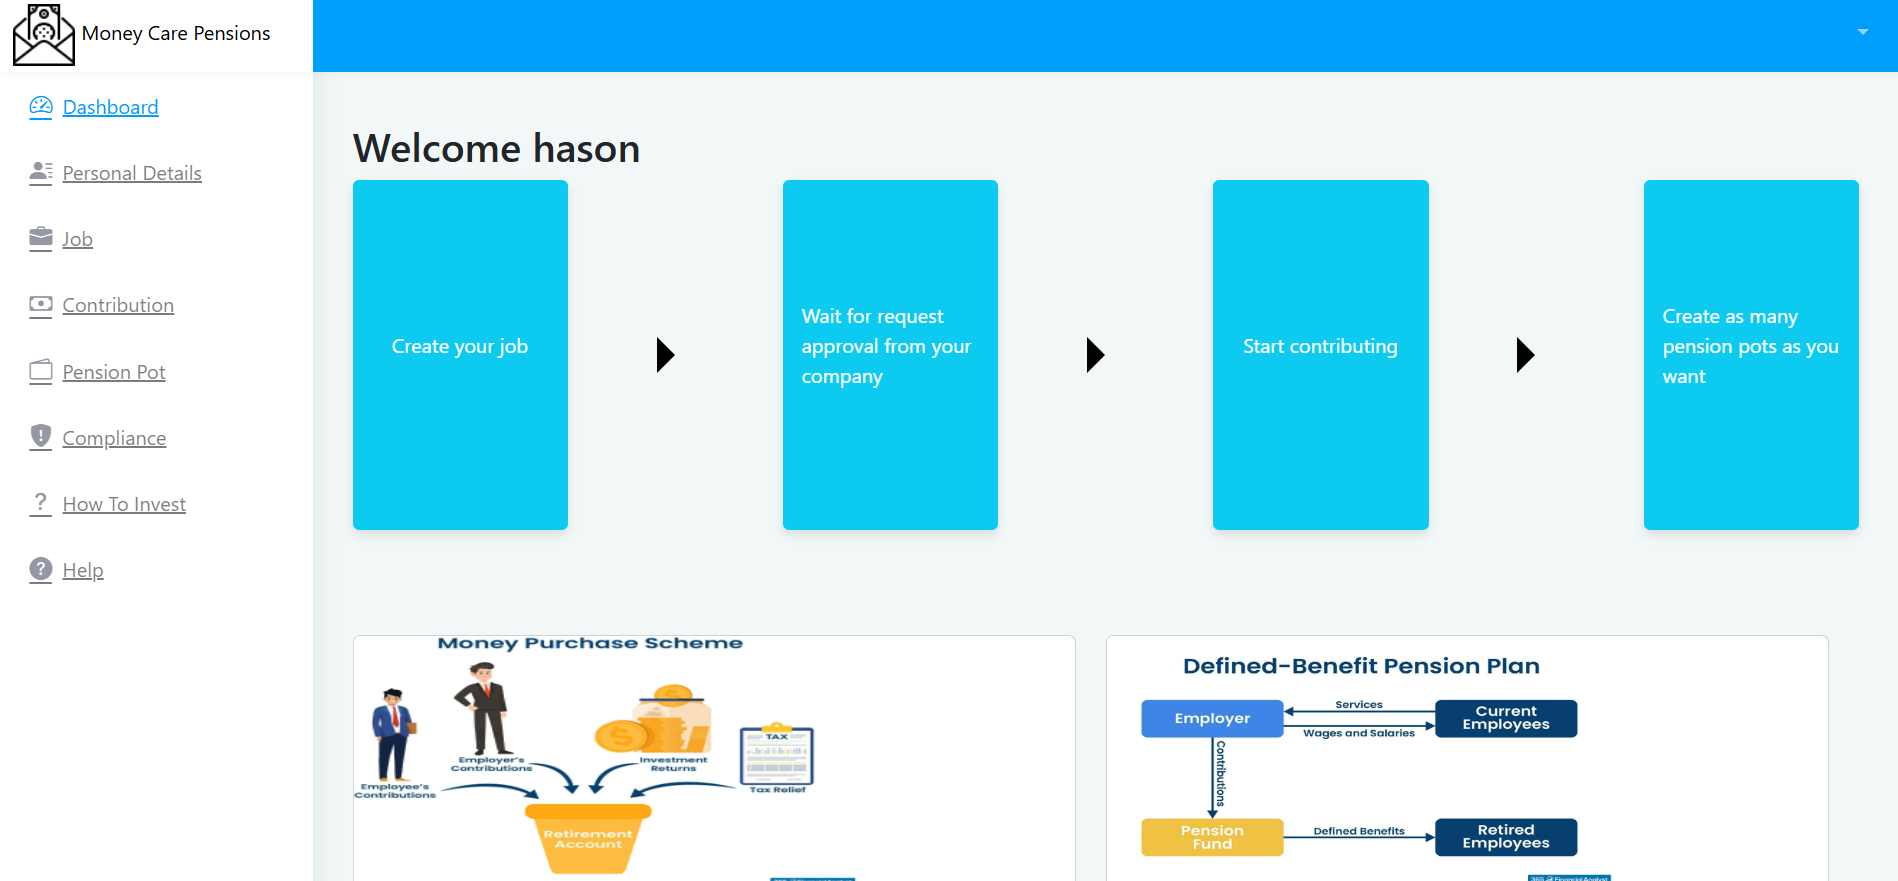 Money Care Pensions
Dashboard
Personal Details
Job
Contribution
Pension Pot
Compliance
How To Invest
Help
Welcome hason
Create your job
Wait for request
approval from your
company
Start contributing
Create as many
pension pots as you
want
Money Purchase Scheme
Employee's
Contributions
Employer's
Contributions
Investment
Returns
TAX
Tax Relief
Retirement
Account
Defined-Benefit Pension Plan
Employer
Services
Wages and Salaries
Current
Employees
Contributions
Pension
Fund
Defined Benefits
Retired
Employees
365 Financial Analyst